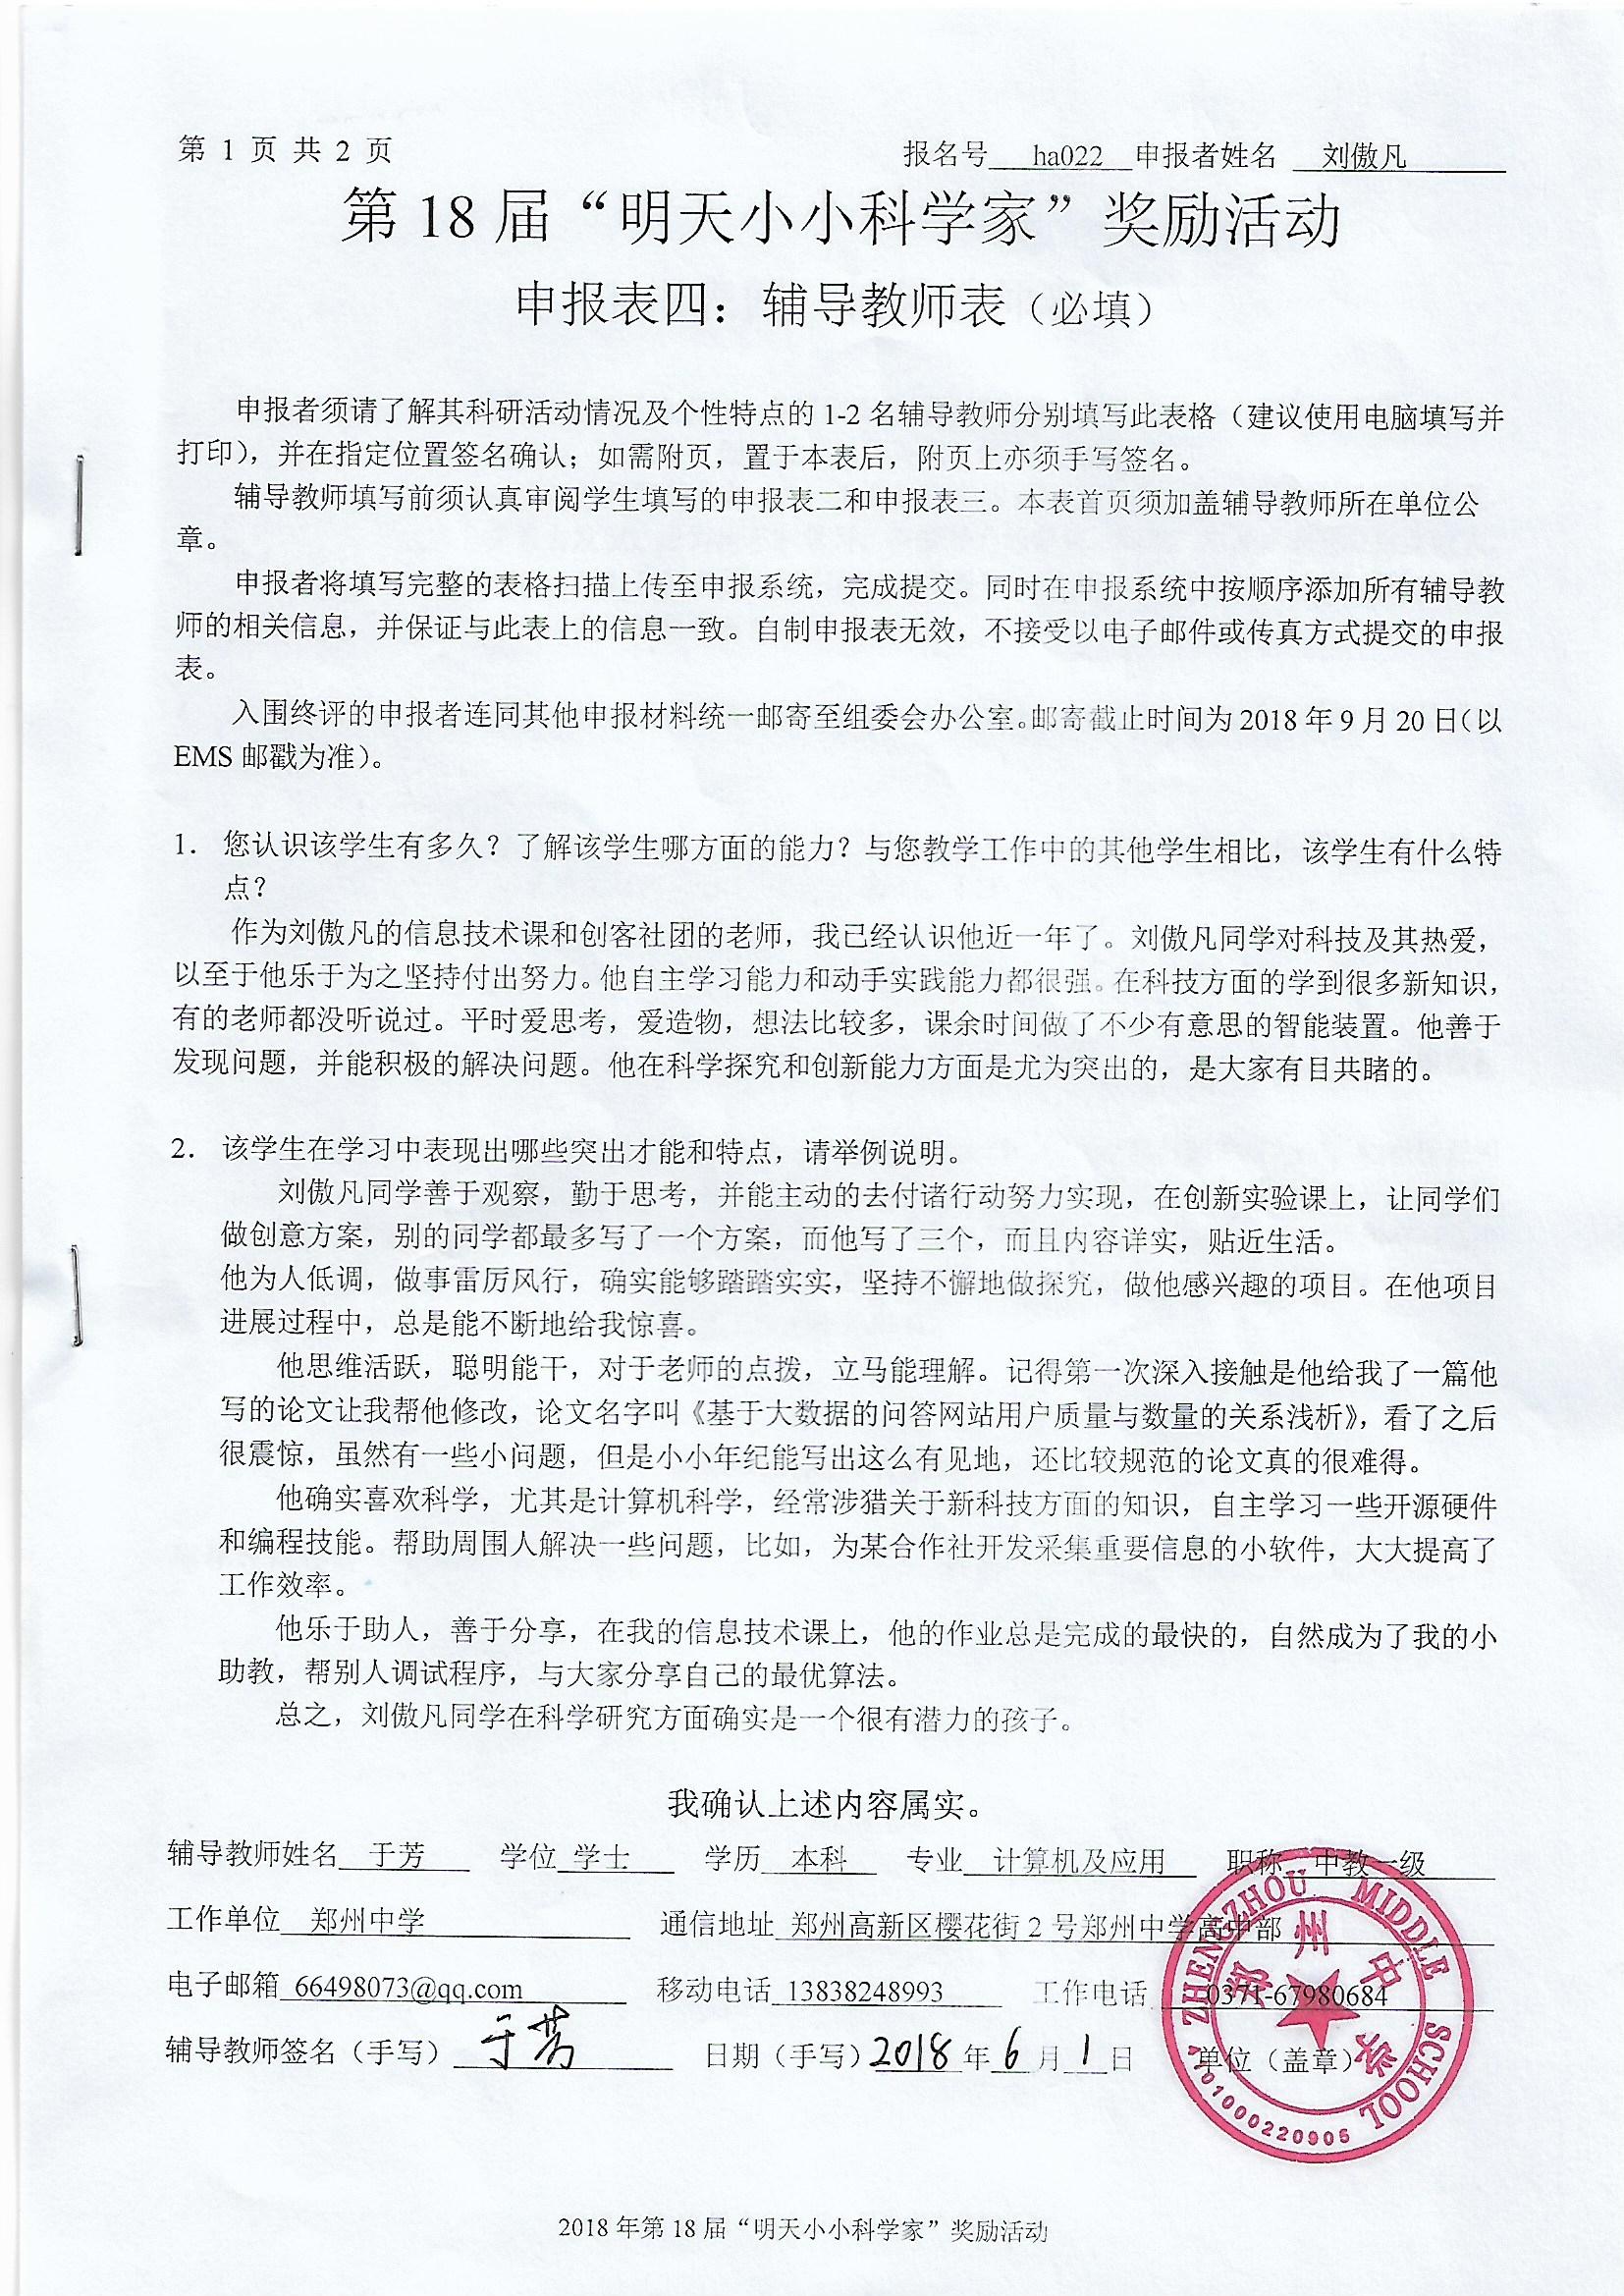 第 1 页 共 2 页
报名号 ha022 申报者姓名 刘傲凡
第 18 届“明天小小科学家”奖励活动
申报表四：辅导教师表（必填）
申报者须请了解其科研活动情况及个性特点的 1-2 名辅导教师分别填写此表格（建议使用电脑填写并
打印），并在指定位置签名确认；如需附页，置于本表后，附页上亦须手写签名。
辅导教师填写前须认真审阅学生填写的申报表二和申报表三。本表首页须加盖辅导教师所在单位公
章。
申报者将填写完整的表格扫描上传至申报系统，完成提交。同时在申报系统中按顺序添加所有辅导教
师的相关信息，并保证与此表上的信息一致。自制申报表无效，不接受以电子邮件或传真方式提交的申报
表。
入围终评的申报者连同其他申报材料统一邮寄至组委会办公室。邮寄截止时间为 2018 年 9 月 20 日（以
EMS 邮戳为准）。
1. 您认识该学生有多久？了解该学生哪方面的能力？与您教学工作中的其他学生相比，该学生有什么特
点？
作为刘傲凡的信息技术课和创客社团的老师，我已经认识他近一年了。刘傲凡同学对科技及其热爱，
以至于他乐于为之坚持付出努力。他自主学习能力和动手实践能力都很强。在科技方面的学到很多新知识，
有的老师都没听说过。平时爱思考，爱造物，想法比较多，课余时间做了不少有意思的智能装置。他善于
发现问题，并能积极的解决问题。他在科学探究和创新能力方面是尤为突出的，是大家有目共睹的。
2. 该学生在学习中表现出哪些突出才能和特点，请举例说明。
刘傲凡同学善于观察，勤于思考，并能主动的去付诸行动努力实现，在创新实验课上，让同学们
做创意方案，别的同学都最多写了一个方案，而他写了三个，而且内容详实，贴近生活。
他为人低调，做事雷厉风行，确实能够踏踏实实，坚持不懈地做探究，做他感兴趣的项目。在他项目
进展过程中，总是能不断地给我惊喜。
他思维活跃，聪明能干，对于老师的点拨，立马能理解。记得第一次深入接触是他给我了一篇他
写的论文让我帮他修改，论文名字叫《基于大数据的问答网站用户质量与数量的关系浅析》，看了之后
很震惊，虽然有一些小问题，但是小小年纪能写出这么有见地，还比较规范的论文真的很难得。
他确实喜欢科学，尤其是计算机科学，经常涉猎关于新科技方面的知识，自主学习一些开源硬件
和编程技能。帮助周围人解决一些问题，比如，为某合作社开发采集重要信息的小软件，大大提高了
工作效率。
他乐于助人，善于分享，在我的信息技术课上，他的作业总是完成的最快的，自然成为了我的小
助教，帮别人调试程序，与大家分享自己的最优算法。
总之，刘傲凡同学在科学研究方面确实是一个很有潜力的孩子。
我确认上述内容属实。
辅导教师姓名 于芳 学位 学士 学历 本科 专业 计算机及应用 职称 中教一级
工作单位 郑州中学 通信地址 郑州高新区樱花街 2 号郑州中学高中部
电子邮箱 66498073@qq.com 移动电话 13838248993 工作电话 0371-67980684
辅导教师签名（手写） 于芳 日期（手写）2018 年 6 月 1 日 单位（盖章）
ZHENGZHOU MIDDLE SCHOOL
郑州中学
2018 年第 18 届“明天小小科学家”奖励活动